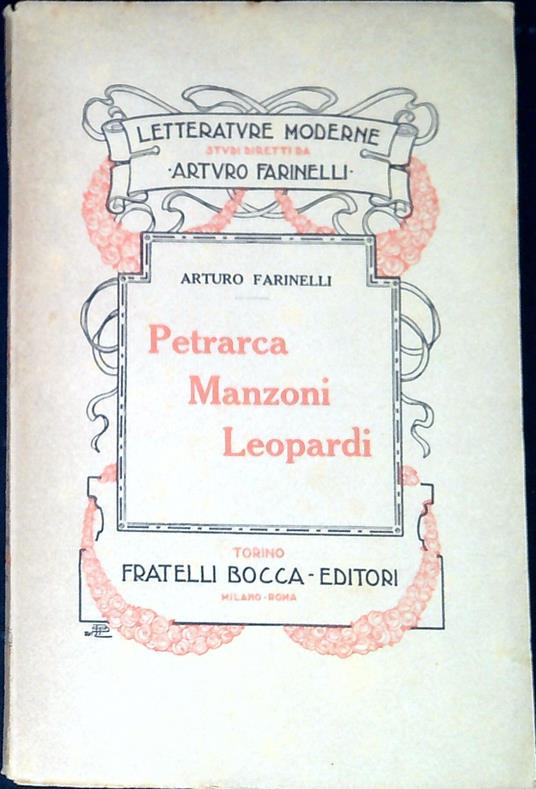 LETTERATVRE MODERNE
STVDI DIRETTI DA
·ARTVRO FARINELLI·
ARTURO FARINELLI
Petrarca
Manzoni
Leopardi
TORINO
FRATELLI BOCCA-EDITORI
MILANO-ROMA